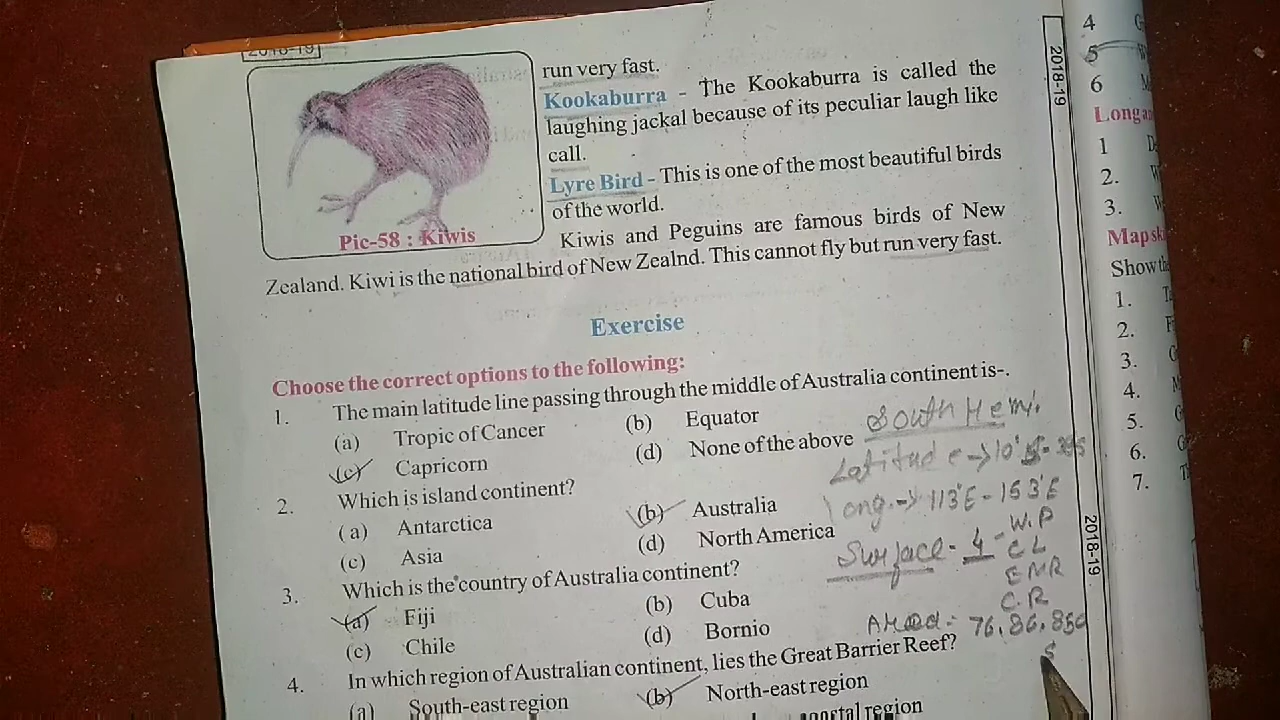 2018-19
run very fast.
Kookaburra - The Kookaburra is called the
laughing jackal because of its peculiar laugh like
call.
Lyre Bird - This is one of the most beautiful birds
of the world.
Pic-58 : Kiwis
Kiwis and Peguins are famous birds of New
Zealand. Kiwi is the national bird of New Zealnd. This cannot fly but run very fast.
Exercise
Choose the correct options to the following:
1. The main latitude line passing through the middle of Australia continent is-.
(a) Tropic of Cancer (b) Equator
(c) Capricorn (d) None of the above
South Hemi.
Latitude → 10°
2. Which is island continent?
(a) Antarctica (b) Australia
Long. → 113°E - 153°E
(c) Asia (d) North America
Surface - 4 - W.P
C L
E M R
C.R
3. Which is the country of Australia continent?
(a) Fiji (b) Cuba
(c) Chile (d) Bornio
76,86,850
4. In which region of Australian continent, lies the Great Barrier Reef?
(a) South-east region (b) North-east region
region
2018-19
2018-19
4
5
6
Long
1
2.
3.
Map
Show
1.
2.
3.
4.
5.
6.
7.